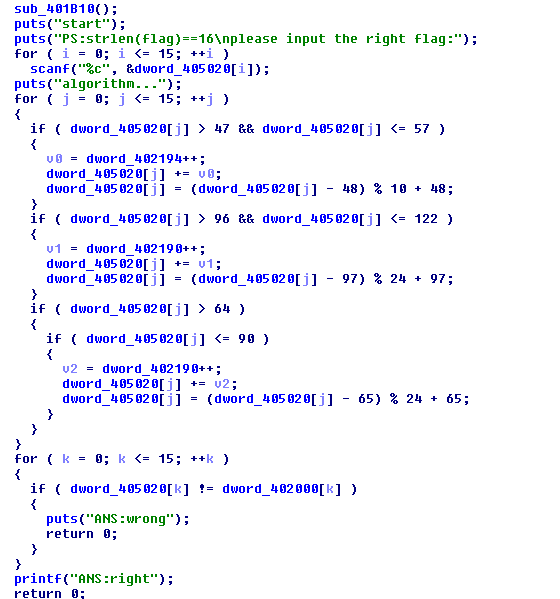 sub_401B10();
puts("start");
puts("PS:strlen(flag)==16\nplease input the right flag:");
for ( i = 0; i <= 15; ++i )
  scanf("%c", &dword_405020[i]);
puts("algorithm...");
for ( j = 0; j <= 15; ++j )
{
  if ( dword_405020[j] > 47 && dword_405020[j] <= 57 )
  {
    v0 = dword_402194++;
    dword_405020[j] += v0;
    dword_405020[j] = (dword_405020[j] - 48) % 10 + 48;
  }
  if ( dword_405020[j] > 96 && dword_405020[j] <= 122 )
  {
    v1 = dword_402190++;
    dword_405020[j] += v1;
    dword_405020[j] = (dword_405020[j] - 97) % 24 + 97;
  }
  if ( dword_405020[j] > 64 )
  {
    if ( dword_405020[j] <= 90 )
    {
      v2 = dword_402190++;
      dword_405020[j] += v2;
      dword_405020[j] = (dword_405020[j] - 65) % 24 + 65;
    }
  }
}
for ( k = 0; k <= 15; ++k )
{
  if ( dword_405020[k] != dword_402000[k] )
  {
    puts("ANS:wrong");
    return 0;
  }
}
printf("ANS:right");
return 0;